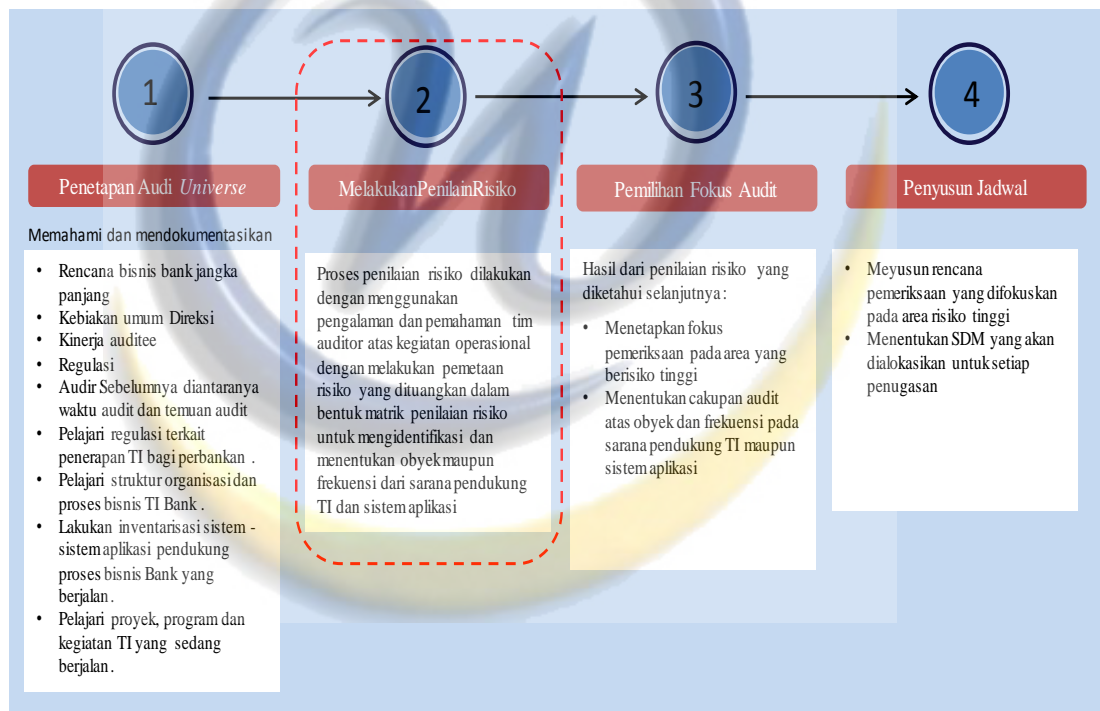 1
2
3
4
Penetapan Audi Universe
Memahami dan mendokumentasikan
• Rencana bisnis bank jangka
panjang
• Kebiakan umum Direksi
• Kinerja auditee
• Regulasi
• Audir Sebelumnya diantaranya
waktu audit dan temuan audit
• Pelajari regulasi terkait
penerapan TI bagi perbankan .
• Pelajari struktur organisasi dan
proses bisnis TI Bank .
• Lakukan inventarisasi sistem -
sistem aplikasi pendukung
proses bisnis Bank yang
berjalan .
• Pelajari proyek, program dan
kegiatan TI yang sedang
berjalan .
MelakukanPenilainRisiko
Proses penilaian risiko dilakukan
dengan menggunakan
pengalaman dan pemahaman tim
auditor atas kegiatan operasional
dengan melakukan pemetaan
risiko yang dituangkan dalam
bentuk matrik penilaian risiko
untuk mengidentifikasi dan
menentukan obyek maupun
frekuensi dari sarana pendukung
TI dan sistem aplikasi
Pemilihan Fokus Audit
Hasil dari penilaian risiko yang
diketahui selanjutnya :
• Menetapkan fokus
pemeriksaan pada area yang
berisiko tinggi
• Menentukan cakupan audit
atas obyek dan frekuensi pada
sarana pendukung TI maupun
sistem aplikasi
Penyusun Jadwal
• Meyusun rencana
pemeriksaan yang difokuskan
pada area risiko tinggi
• Menentukan SDM yang akan
dialokasikan untuk setiap
penugasan